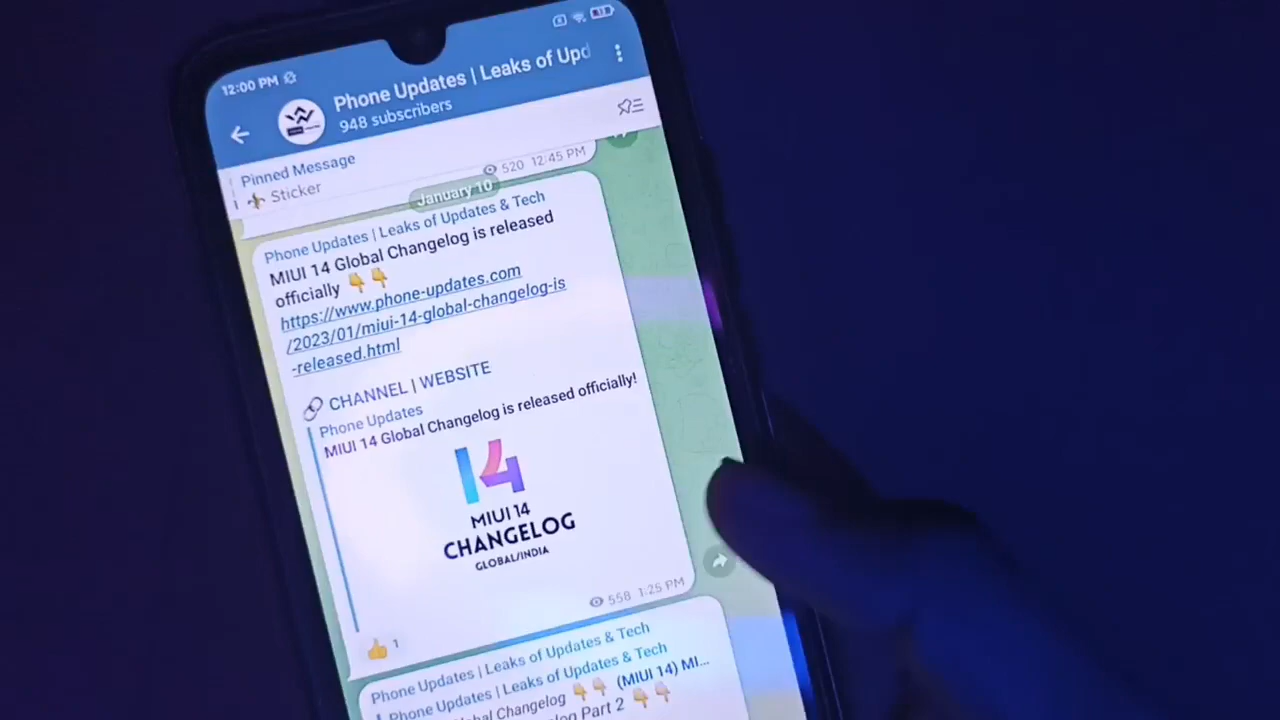 12:00 PM
Phone Updates | Leaks of Upd
948 subscribers
Pinned Message
Sticker
520 12:45 PM
January 10
Phone Updates | Leaks of Updates & Tech
MIUI 14 Global Changelog is released
officially 👇👇
https://www.phone-updates.com
/2023/01/miui-14-global-changelog-is
-released.html
🔗 CHANNEL | WEBSITE
Phone Updates
MIUI 14 Global Changelog is released officially!
14
MIUI 14
CHANGELOG
GLOBAL/INDIA
558 1:25 PM
👍 1
Phone Updates | Leaks of Updates & Tech
Phone Updates | Leaks of Updates & Tech
Global Changelog 👇👇 (MIUI 14) MI...
Part 2 👇👇